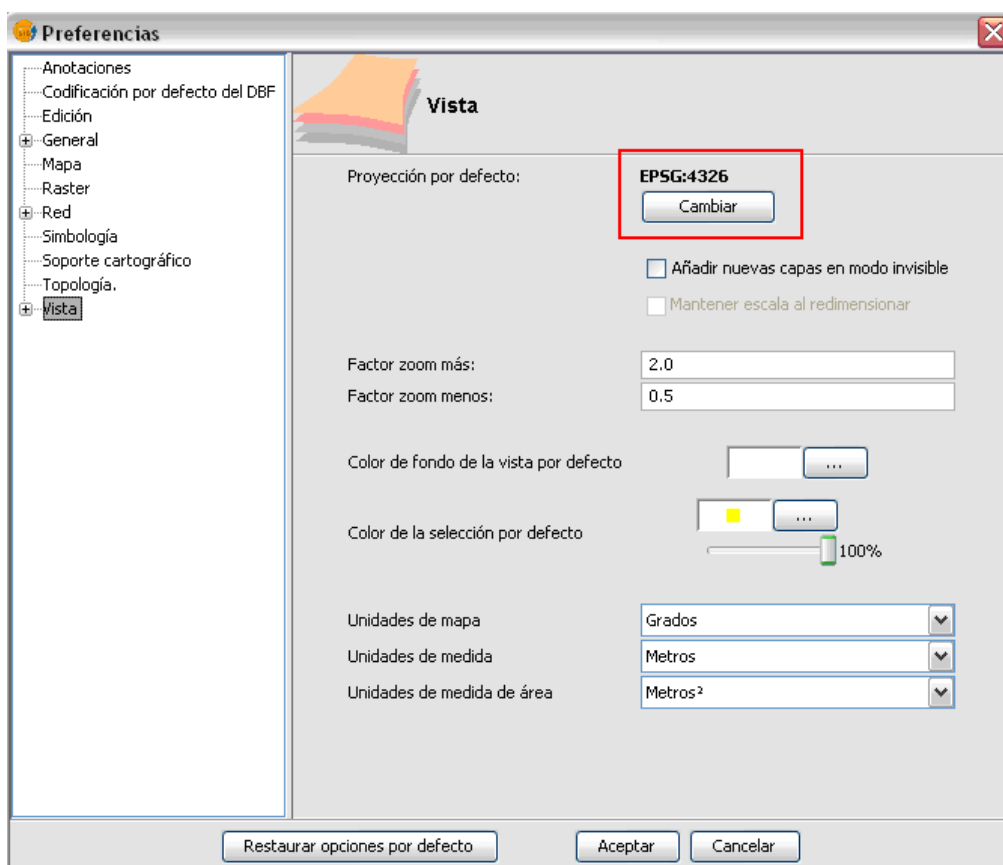 Preferencias
Anotaciones
Codificación por defecto del DBF
Edición
General
Mapa
Raster
Red
Simbología
Soporte cartográfico
Topología.
Vista
Vista
Proyección por defecto:
EPSG:4326
Cambiar
Añadir nuevas capas en modo invisible
Mantener escala al redimensionar
Factor zoom más:
2.0
Factor zoom menos:
0.5
Color de fondo de la vista por defecto
...
Color de la selección por defecto
...
100%
Unidades de mapa
Grados
Unidades de medida
Metros
Unidades de medida de área
Metros²
Restaurar opciones por defecto
Aceptar
Cancelar